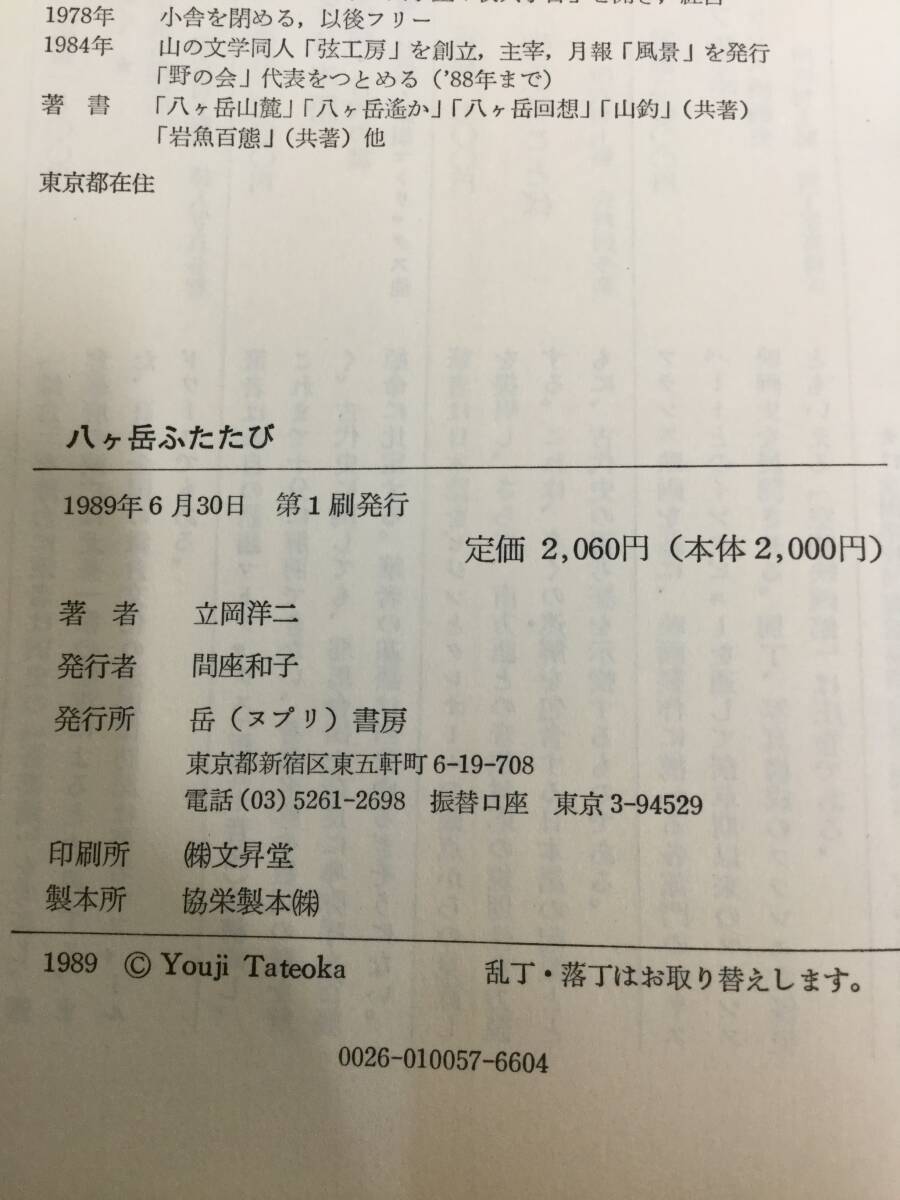 1978年 小舎を閉める，以後フリー
1984年 山の文学同人「弦工房」を創立，主宰，月報「風景」を発行
「野の会」代表をつとめる（'88年まで）
著 書 「八ヶ岳山麓」「八ヶ岳遙か」「八ヶ岳回想」「山釣」（共著）
「岩魚百態」（共著）他
東京都在住
八ヶ岳ふたたび
1989年6月30日 第1刷発行
定価 2,060円（本体2,000円）
著 者 立岡洋二
発行者 間座和子
発行所 岳（ヌプリ）書房
東京都新宿区東五軒町6-19-708
電話（03）5261-2698 振替口座 東京3-94529
印刷所 ㈱文昇堂
製本所 協栄製本㈱
1989 © Youji Tateoka
乱丁・落丁はお取り替えします。
0026-010057-6604